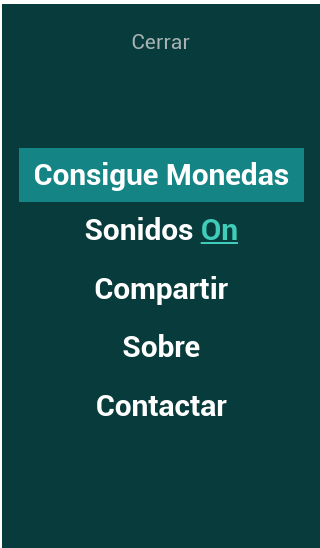 Cerrar
Consigue Monedas
Sonidos On
Compartir
Sobre
Contactar